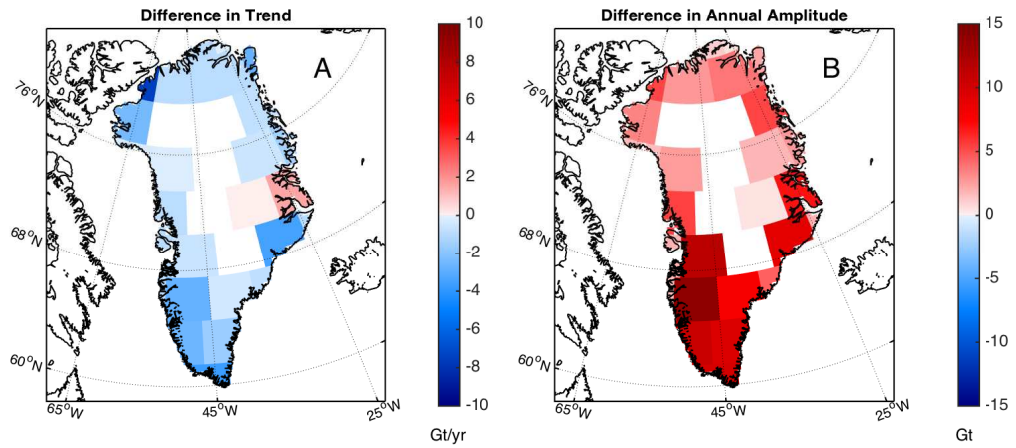 Difference in Trend
A
76°N
68°N
60°N
65°W
45°W
25°W
10
8
6
4
2
0
-2
-4
-6
-8
-10
Gt/yr
Difference in Annual Amplitude
B
76°N
68°N
60°N
65°W
45°W
25°W
15
10
5
0
-5
-10
-15
Gt